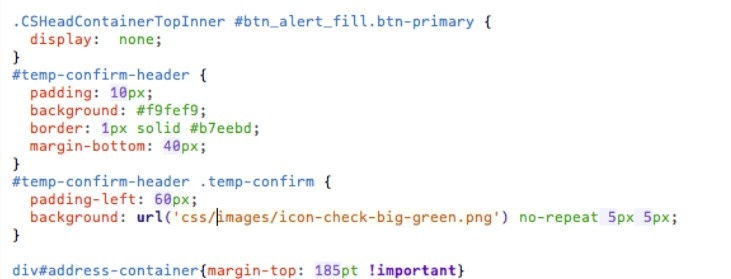 .CSHeadContainerTopInner #btn_alert_fill.btn-primary {
  display:  none;
}
#temp-confirm-header {
  padding: 10px;
  background: #f9fef9;
  border: 1px solid #b7eebd;
  margin-bottom: 40px;
}
#temp-confirm-header .temp-confirm {
  padding-left: 60px;
  background: url('css/images/icon-check-big-green.png') no-repeat 5px 5px;
}

div#address-container{margin-top: 185pt !important}